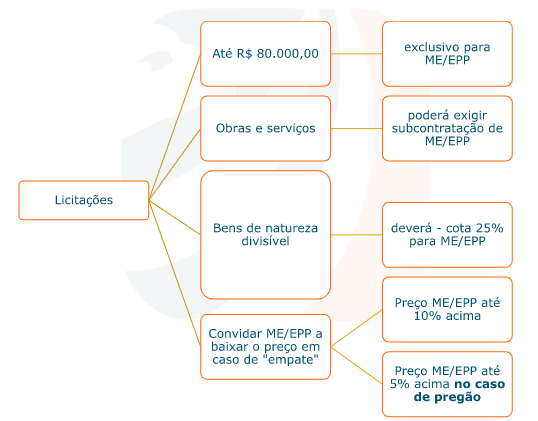 Até R$ 80.000,00
exclusivo para
ME/EPP
Obras e serviços
poderá exigir
subcontratação de
ME/EPP
Licitações
Bens de natureza
divisível
deverá - cota 25%
para ME/EPP
Convidar ME/EPP a
baixar o preço em
caso de "empate"
Preço ME/EPP até
10% acima
Preço ME/EPP até
5% acima no caso
de pregão